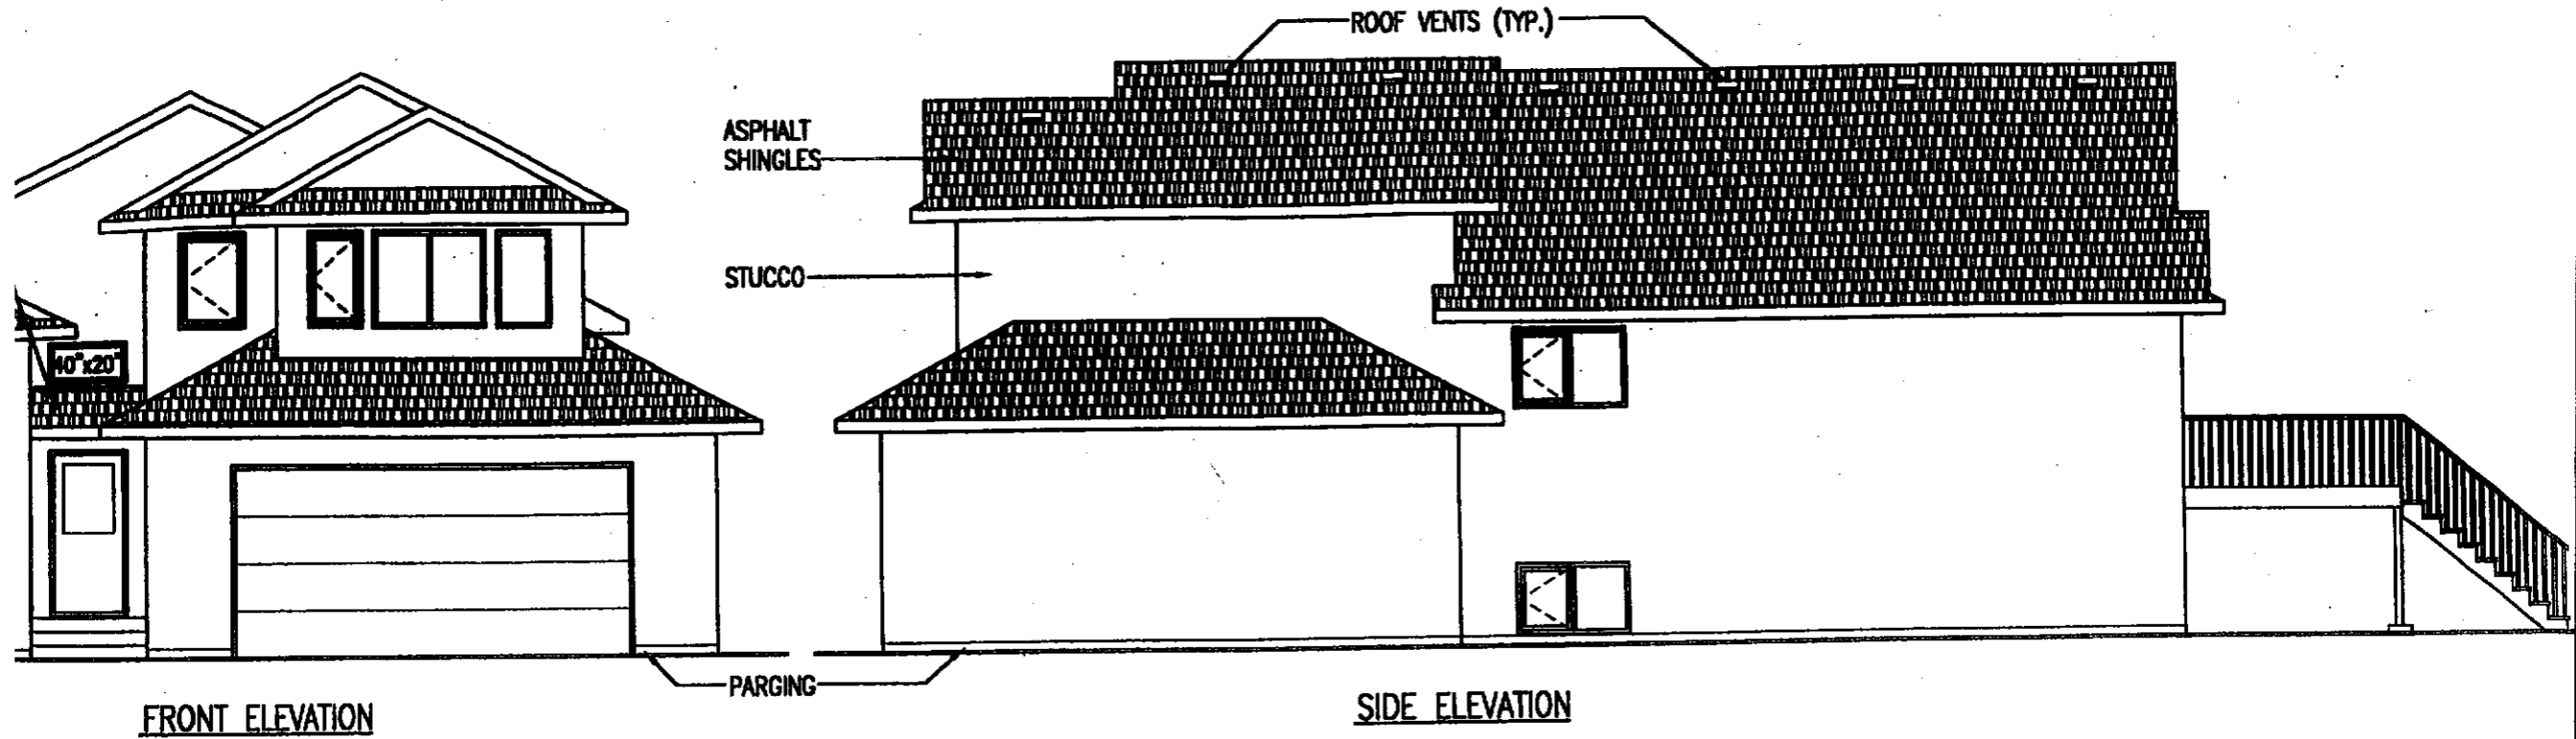 ROOF VENTS (TYP.)
ASPHALT
SHINGLES
STUCCO
40"x20"
PARGING
FRONT ELEVATION
SIDE ELEVATION